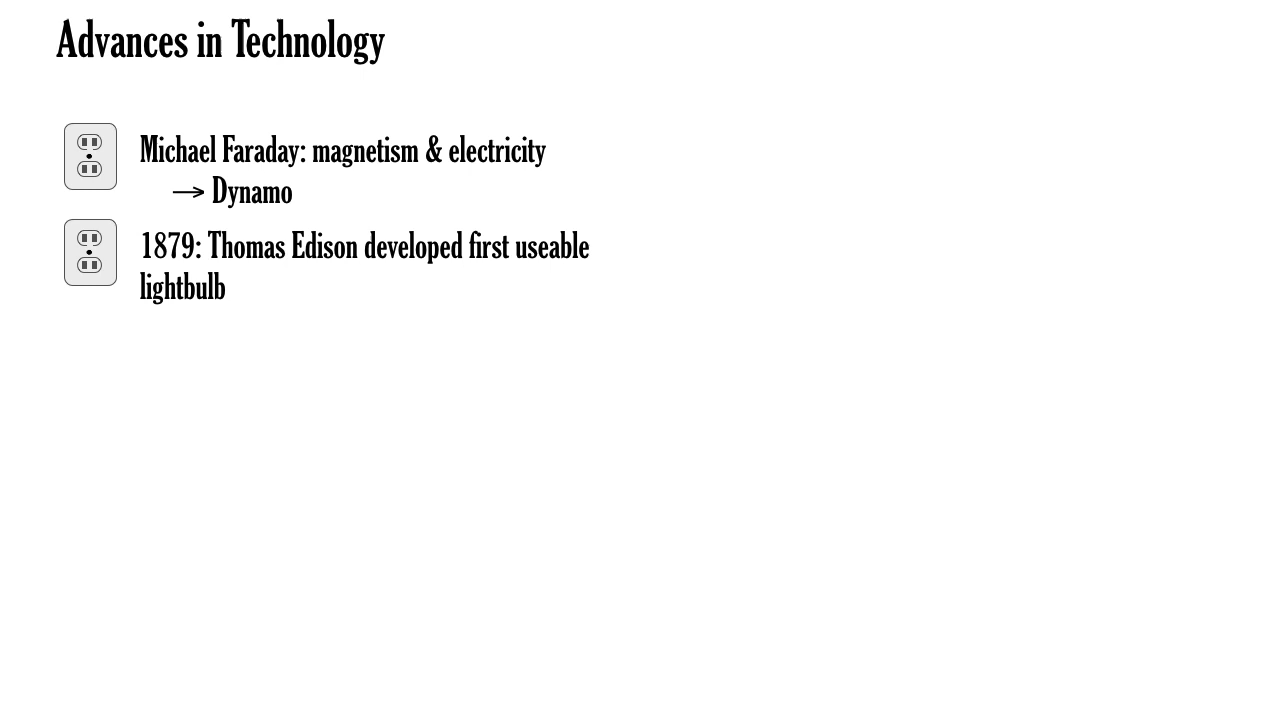 Advances in Technology
Michael Faraday: magnetism & electricity
→ Dynamo
1879: Thomas Edison developed first useable
lightbulb